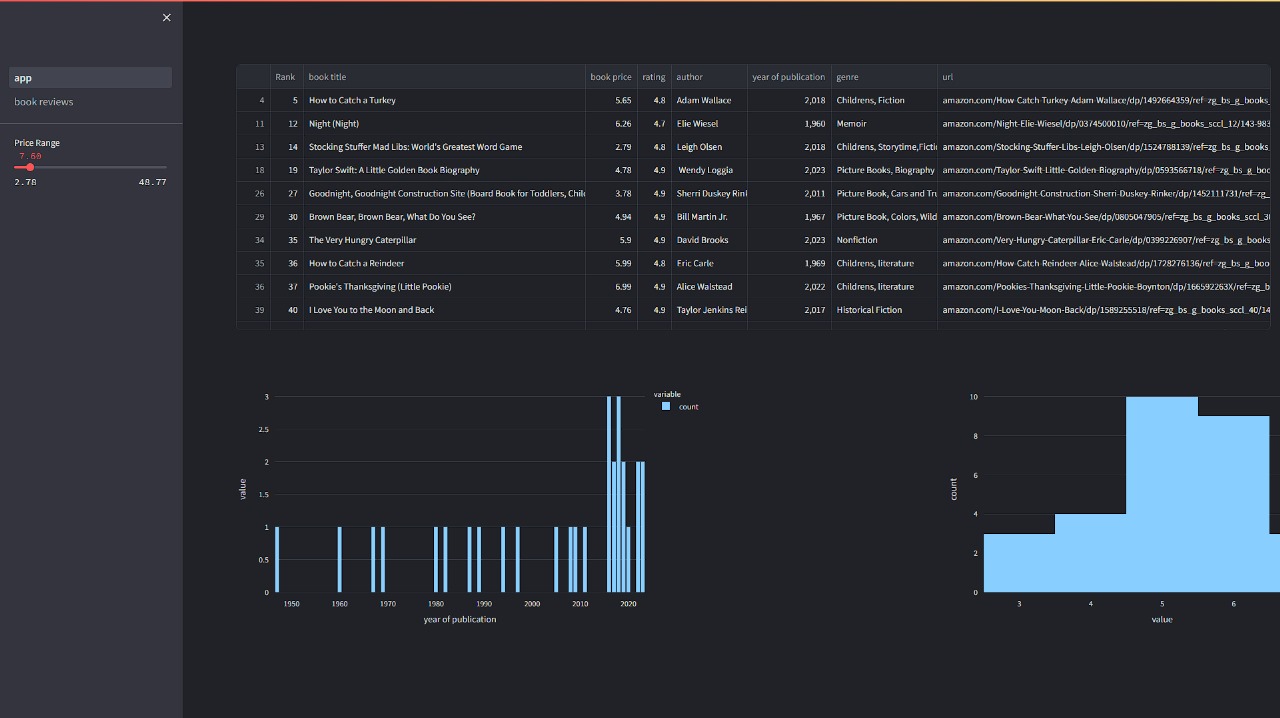 ×
app
book reviews
Price Range
7.60
2.78 48.77
Rank book title book price rating author year of publication genre url
4 5 How to Catch a Turkey 5.65 4.8 Adam Wallace 2,018 Childrens, Fiction amazon.com/How-Catch-Turkey-Adam-Wallace/dp/1492664359/ref=zg_bs_g_books_
11 12 Night (Night) 6.26 4.7 Elie Wiesel 1,960 Memoir amazon.com/Night-Elie-Wiesel/dp/0374500010/ref=zg_bs_g_books_sccl_12/143-983
13 14 Stocking Stuffer Mad Libs: World's Greatest Word Game 2.79 4.8 Leigh Olsen 2,018 Childrens, Storytime,Fictic amazon.com/Stocking-Stuffer-Libs-Leigh-Olsen/dp/1524788139/ref=zg_bs_g_books_
18 19 Taylor Swift: A Little Golden Book Biography 4.78 4.9 Wendy Loggia 2,023 Picture Books, Biography amazon.com/Taylor-Swift-Little-Golden-Biography/dp/0593566718/ref=zg_bs_g_boo
26 27 Goodnight, Goodnight Construction Site (Board Book for Toddlers, Chil 3.78 4.9 Sherri Duskey Rin 2,011 Picture Book, Cars and Tru amazon.com/Goodnight-Construction-Sherri-Duskey-Rinker/dp/1452111731/ref=zg_
29 30 Brown Bear, Brown Bear, What Do You See? 4.94 4.9 Bill Martin Jr. 1,967 Picture Book, Colors, Wild amazon.com/Brown-Bear-What-You-See/dp/0805047905/ref=zg_bs_g_books_sccl_30
34 35 The Very Hungry Caterpillar 5.9 4.9 David Brooks 2,023 Nonfiction amazon.com/Very-Hungry-Caterpillar-Eric-Carle/dp/0399226907/ref=zg_bs_g_books
35 36 How to Catch a Reindeer 5.99 4.8 Eric Carle 1,969 Childrens, literature amazon.com/How-Catch-Reindeer-Alice-Walstead/dp/1728276136/ref=zg_bs_g_boo
36 37 Pookie's Thanksgiving (Little Pookie) 6.99 4.9 Alice Walstead 2,022 Childrens, literature amazon.com/Pookies-Thanksgiving-Little-Pookie-Boynton/dp/166592263X/ref=zg_b
39 40 I Love You to the Moon and Back 4.76 4.9 Taylor Jenkins Rei 2,017 Historical Fiction amazon.com/I-Love-You-Moon-Back/dp/1589255518/ref=zg_bs_g_books_sccl_40/14
variable
count
3
2.5
2
1.5
1
0.5
0
value
1950 1960 1970 1980 1990 2000 2010 2020
year of publication
10
8
6
4
2
0
count
3 4 5 6
value